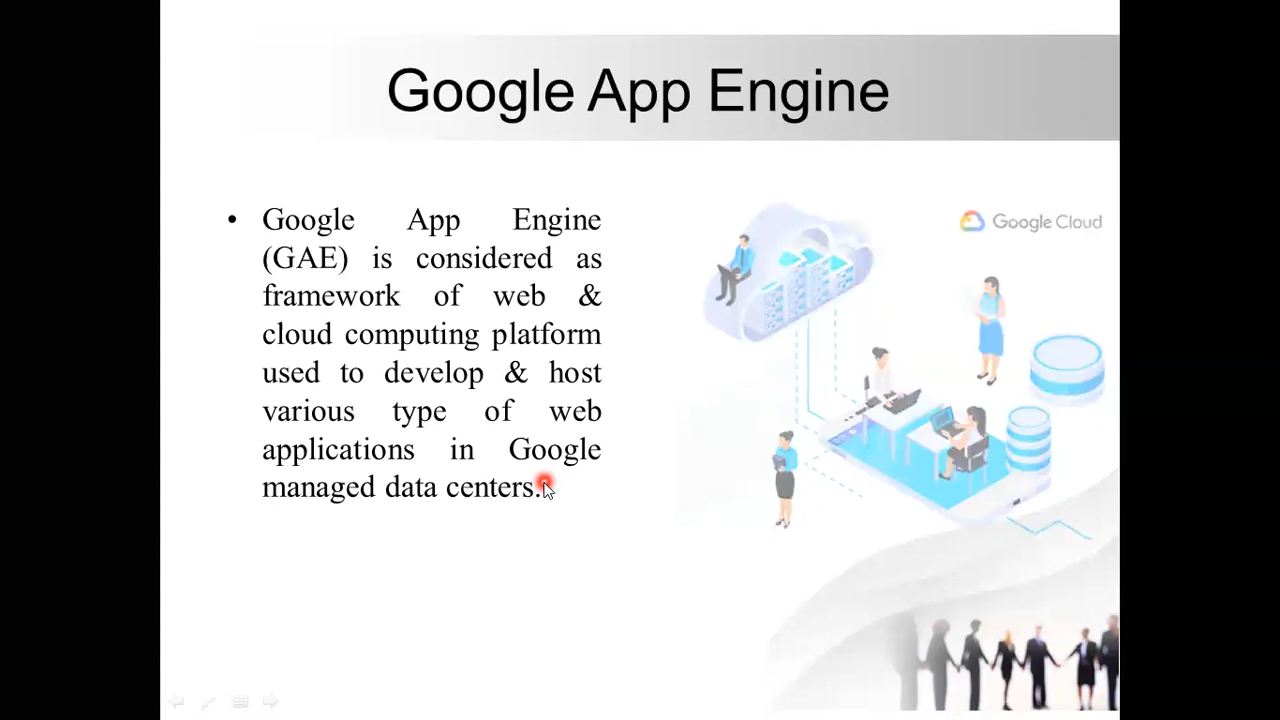 Google App Engine
• Google App Engine
(GAE) is considered as
framework of web &
cloud computing platform
used to develop & host
various type of web
applications in Google
managed data centers.
Google Cloud